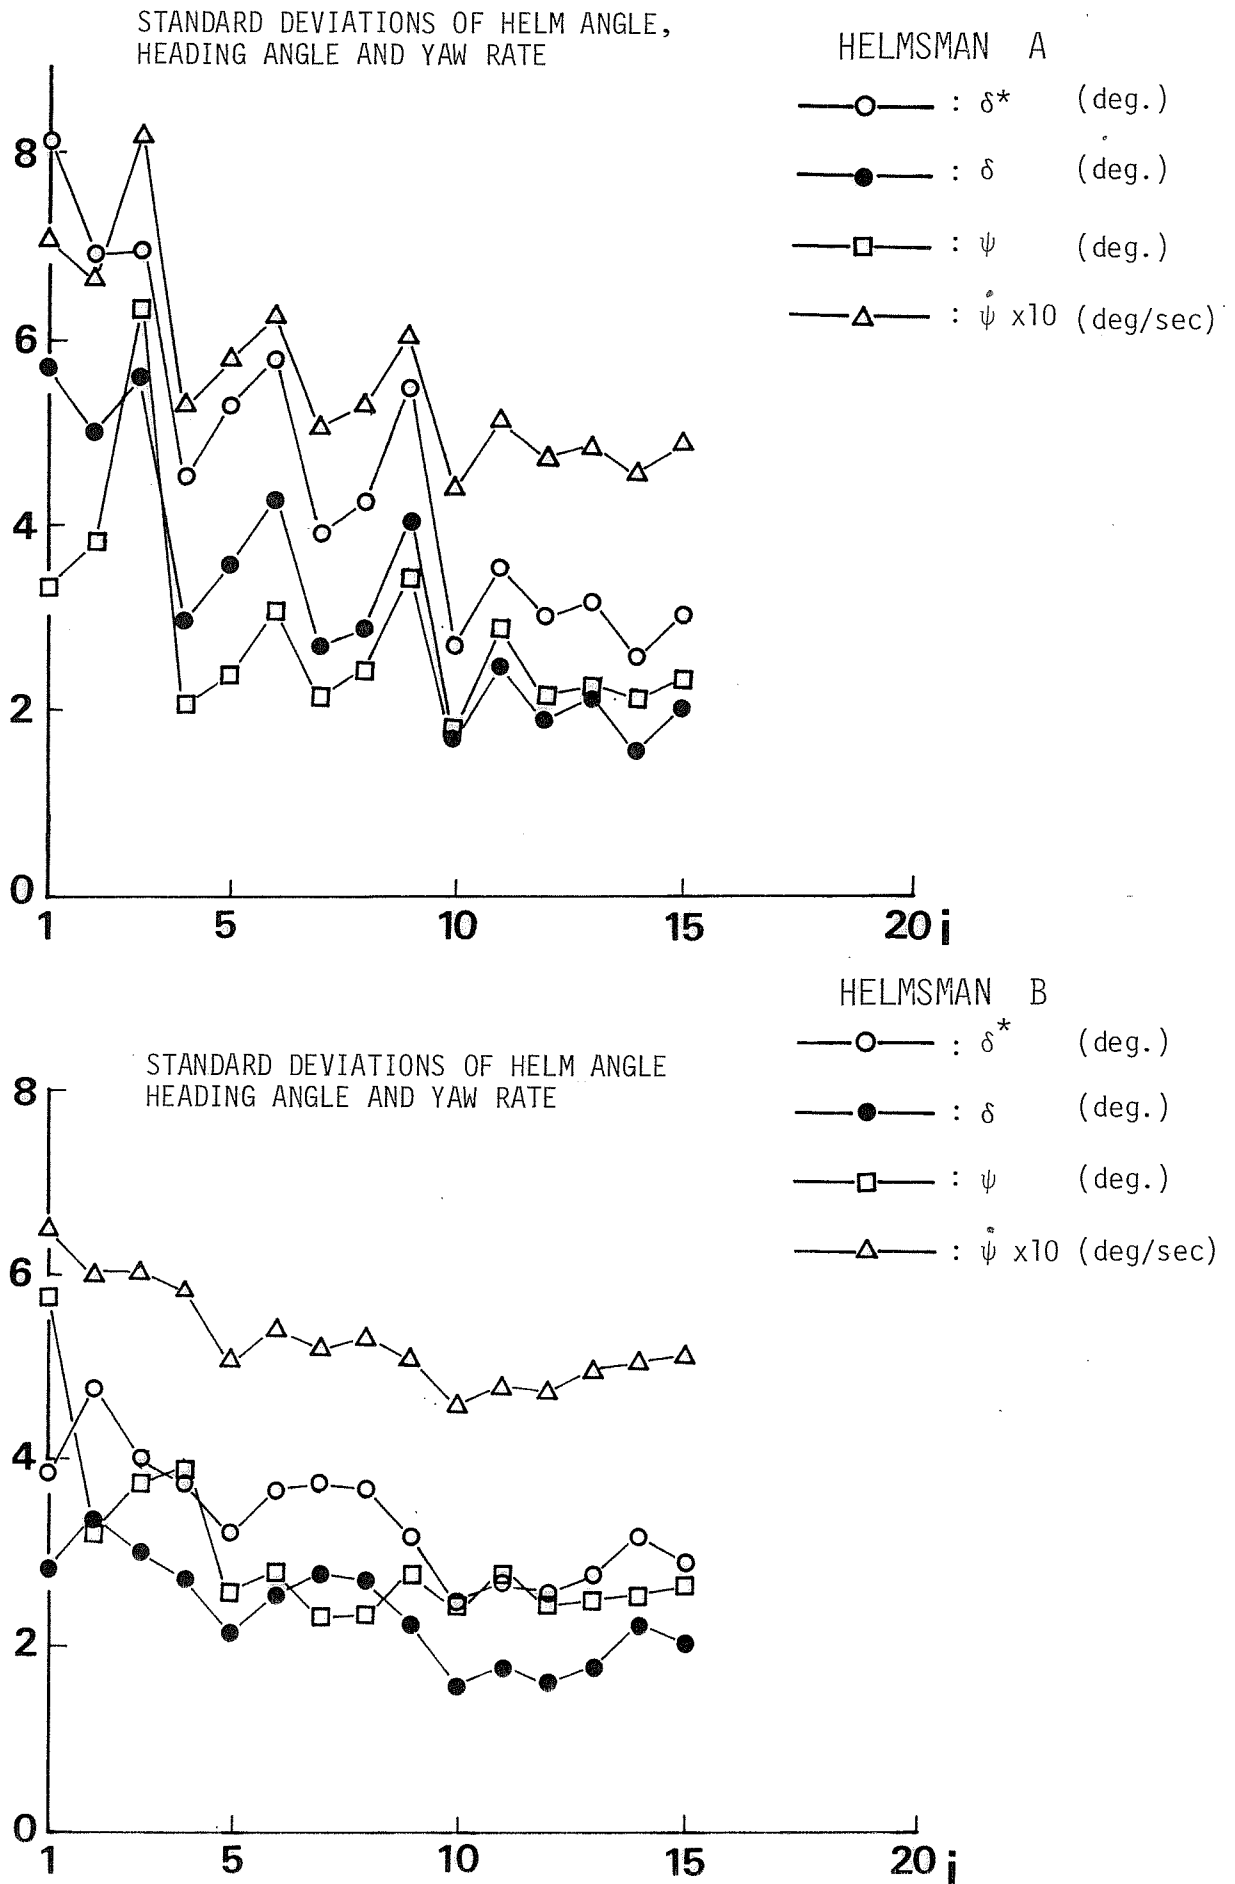 STANDARD DEVIATIONS OF HELM ANGLE,
HEADING ANGLE AND YAW RATE
HELMSMAN A
: δ* (deg.)
: δ (deg.)
: ψ (deg.)
: ψ̇ x10 (deg/sec)
8
6
4
2
0
1 5 10 15 20 i
HELMSMAN B
: δ* (deg.)
: δ (deg.)
: ψ (deg.)
: ψ̇ x10 (deg/sec)
STANDARD DEVIATIONS OF HELM ANGLE
HEADING ANGLE AND YAW RATE
8
6
4
2
0
1 5 10 15 20 i